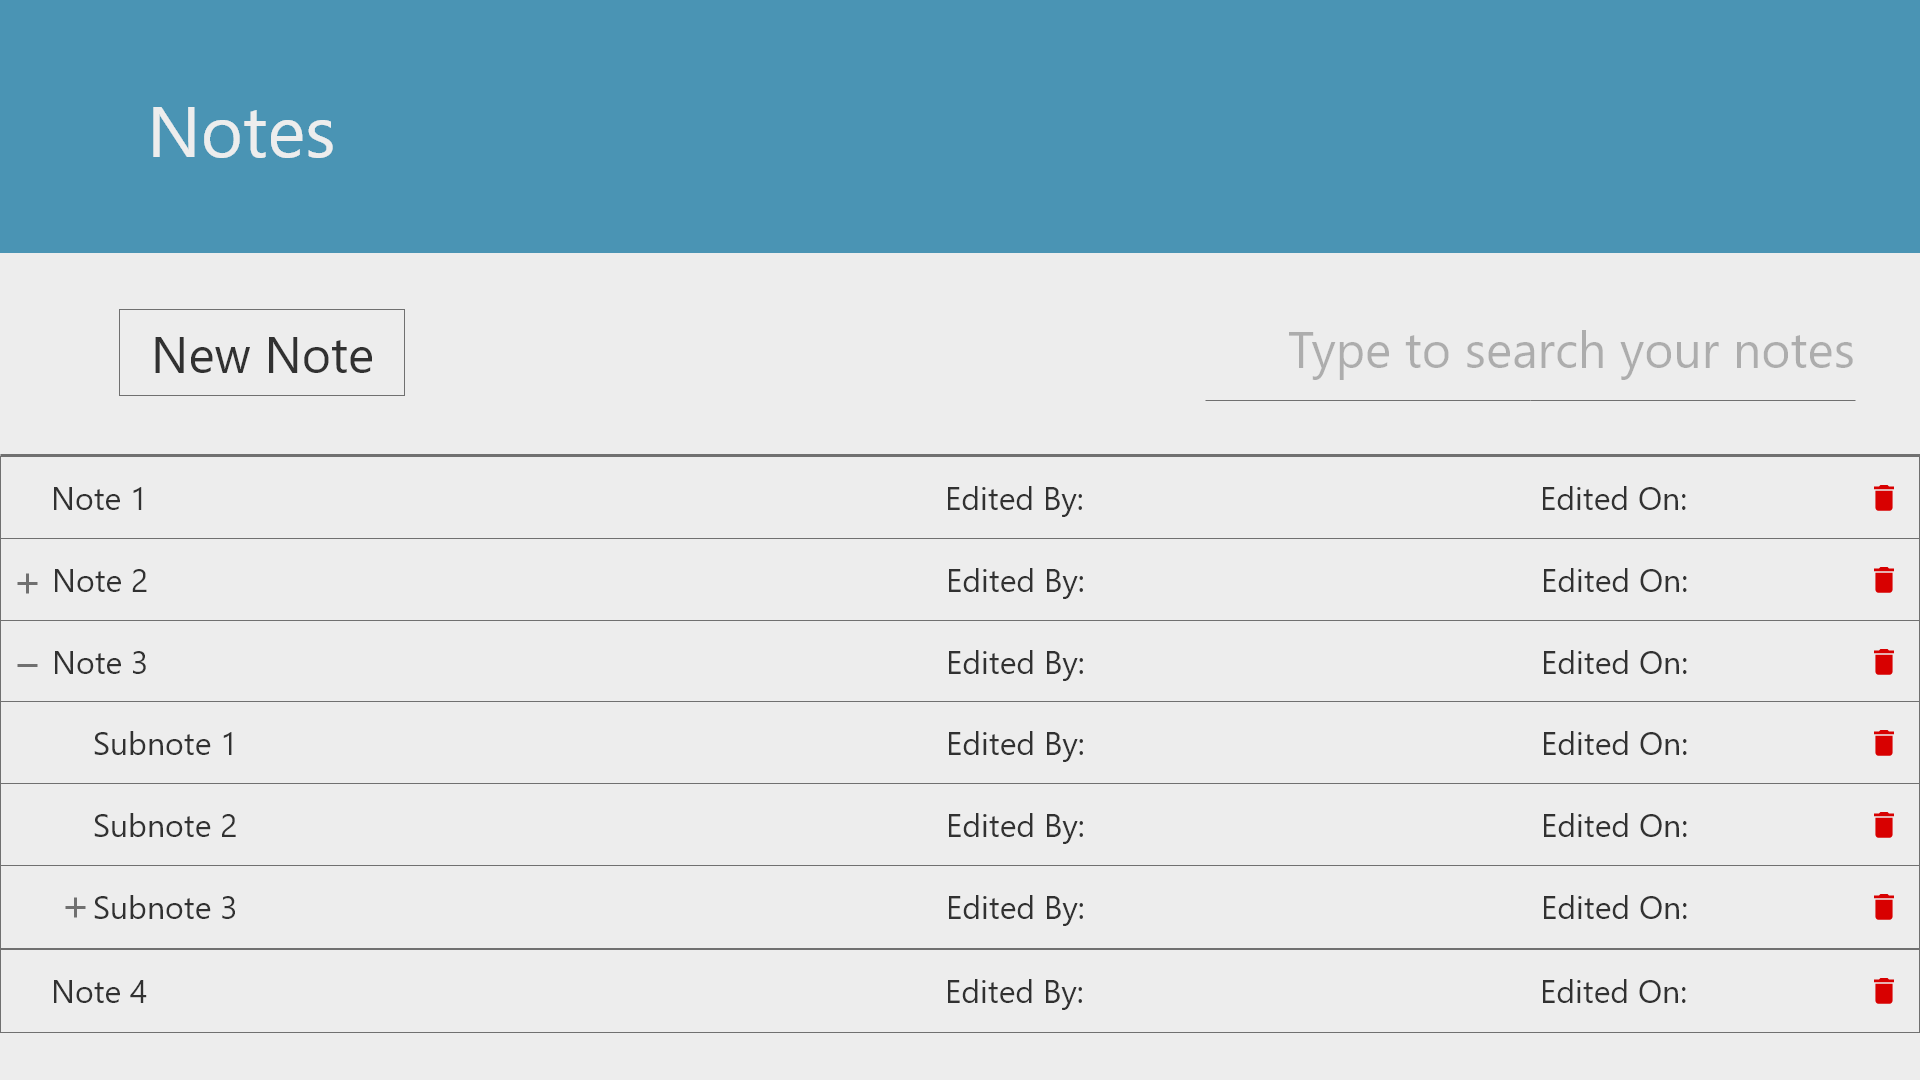 Notes
New Note
Type to search your notes
Note 1 Edited By: Edited On:
+ Note 2 Edited By: Edited On:
− Note 3 Edited By: Edited On:
Subnote 1 Edited By: Edited On:
Subnote 2 Edited By: Edited On:
+ Subnote 3 Edited By: Edited On:
Note 4 Edited By: Edited On: